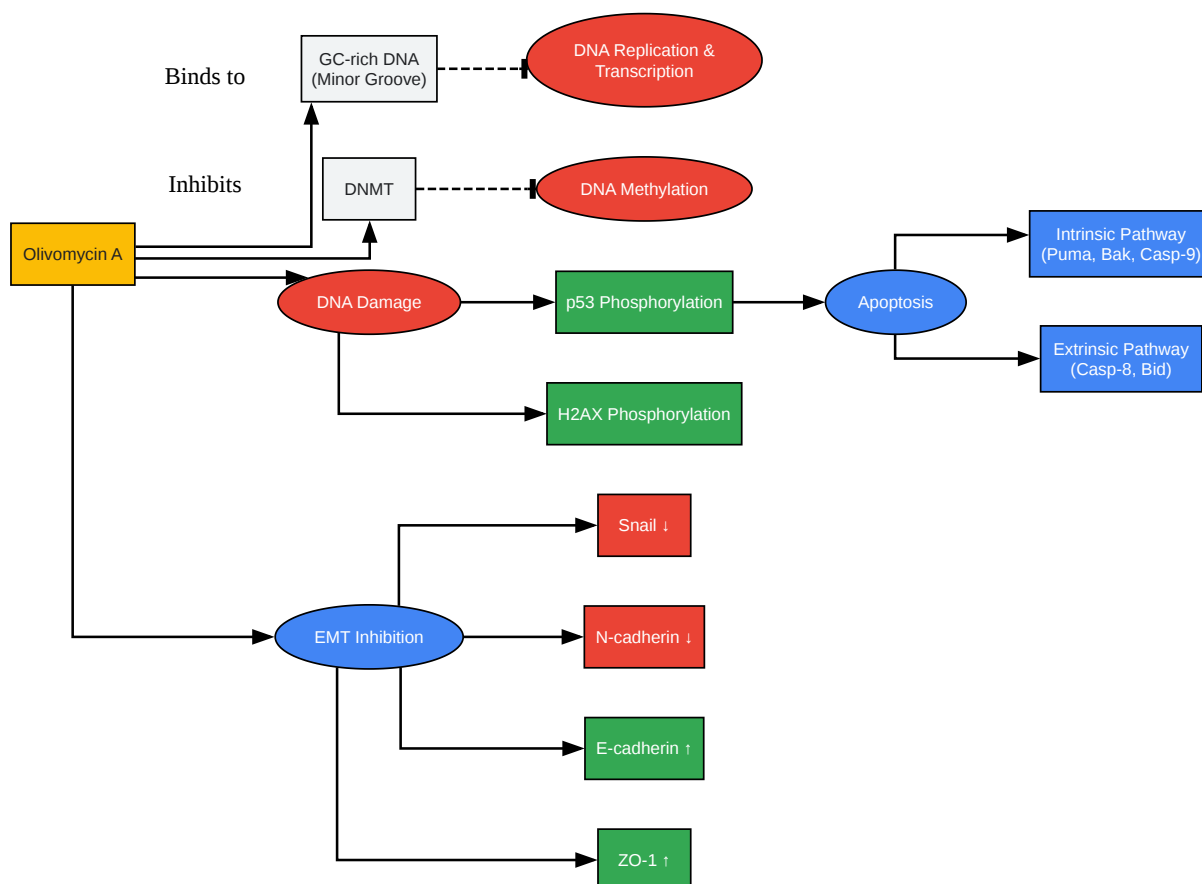 Binds to
GC-rich DNA
(Minor Groove)
DNA Replication &
Transcription
Inhibits
DNMT
DNA Methylation
Olivomycin A
DNA Damage
p53 Phosphorylation
Apoptosis
Intrinsic Pathway
(Puma, Bak, Casp-9)
Extrinsic Pathway
(Casp-8, Bid)
H2AX Phosphorylation
Snail ↓
EMT Inhibition
N-cadherin ↓
E-cadherin ↑
ZO-1 ↑